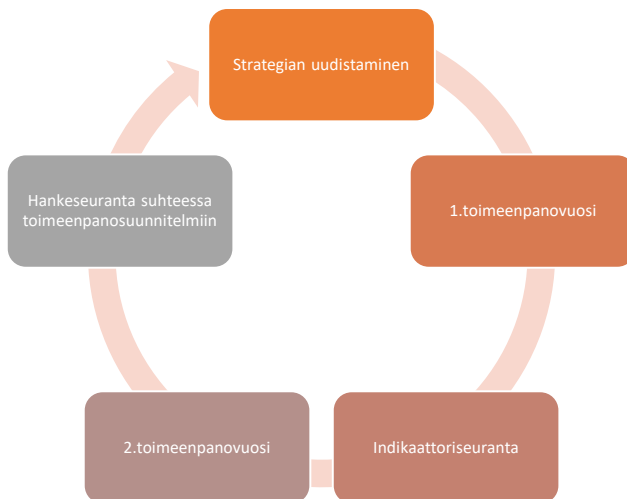 Strategian uudistaminen
1.toimeenpanovuosi
Indikaattoriseuranta
2.toimeenpanovuosi
Hankeseuranta suhteessa
toimeenpanosuunnitelmiin